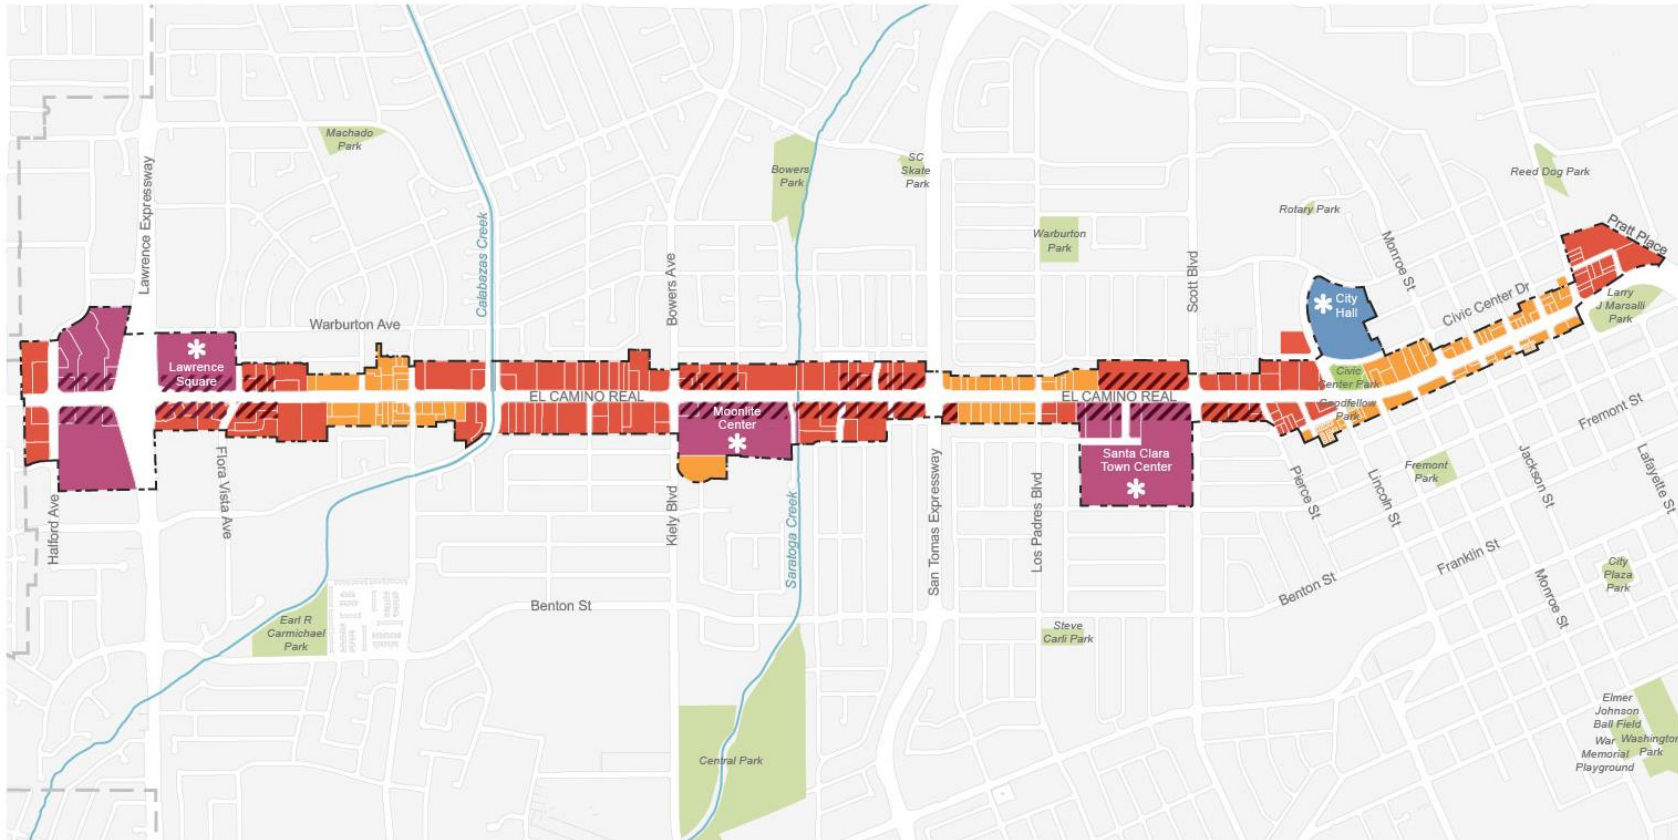 Machado
Park
Bowers
Park
SC
Skate
Park
Reed Dog Park
Rotary Park
Warburton
Park
Pratt Place
Monroe St
Lawrence Expressway
Calabazas Creek
Bowers Ave
Scott Blvd
City
Hall
Civic Center Dr
Larry
J Marsalli
Park
Warburton Ave
Lawrence
Square
Civic
Center Park
EL CAMINO REAL
EL CAMINO REAL
Goodfellow
Park
Moonlite
Center
Fremont St
Santa Clara
Town Center
Halford Ave
Flora Vista Ave
Kiely Blvd
Saratoga Creek
San Tomas Expressway
Los Padres Blvd
Pierce St
Lincoln St
Fremont
Park
Jackson St
Lafayette St
Franklin St
Benton St
Benton St
Monroe St
City
Plaza
Park
Earl R
Carmichael
Park
Steve
Carli Park
Central Park
Elmer
Johnson
Ball Field
War
Memorial
Playground
Washington
Park